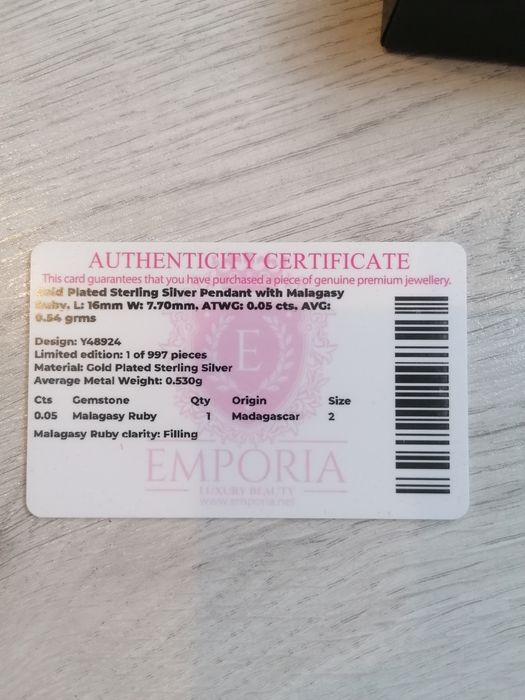 AUTHENTICITY CERTIFICATE
This card guarantees that you have purchased a piece of genuine premium jewellery.
Gold Plated Sterling Silver Pendant with Malagasy
Ruby. L: 16mm W: 7.70mm, ATWG: 0.05 cts. AVG:
0.54 grms
Design: Y48924
Limited edition: 1 of 997 pieces
Material: Gold Plated Sterling Silver
Average Metal Weight: 0.530g
Cts Gemstone Qty Origin Size
0.05 Malagasy Ruby 1 Madagascar 2
Malagasy Ruby clarity: Filling
E
EMPORIA
LUXURY BEAUTY
www.emporia.net